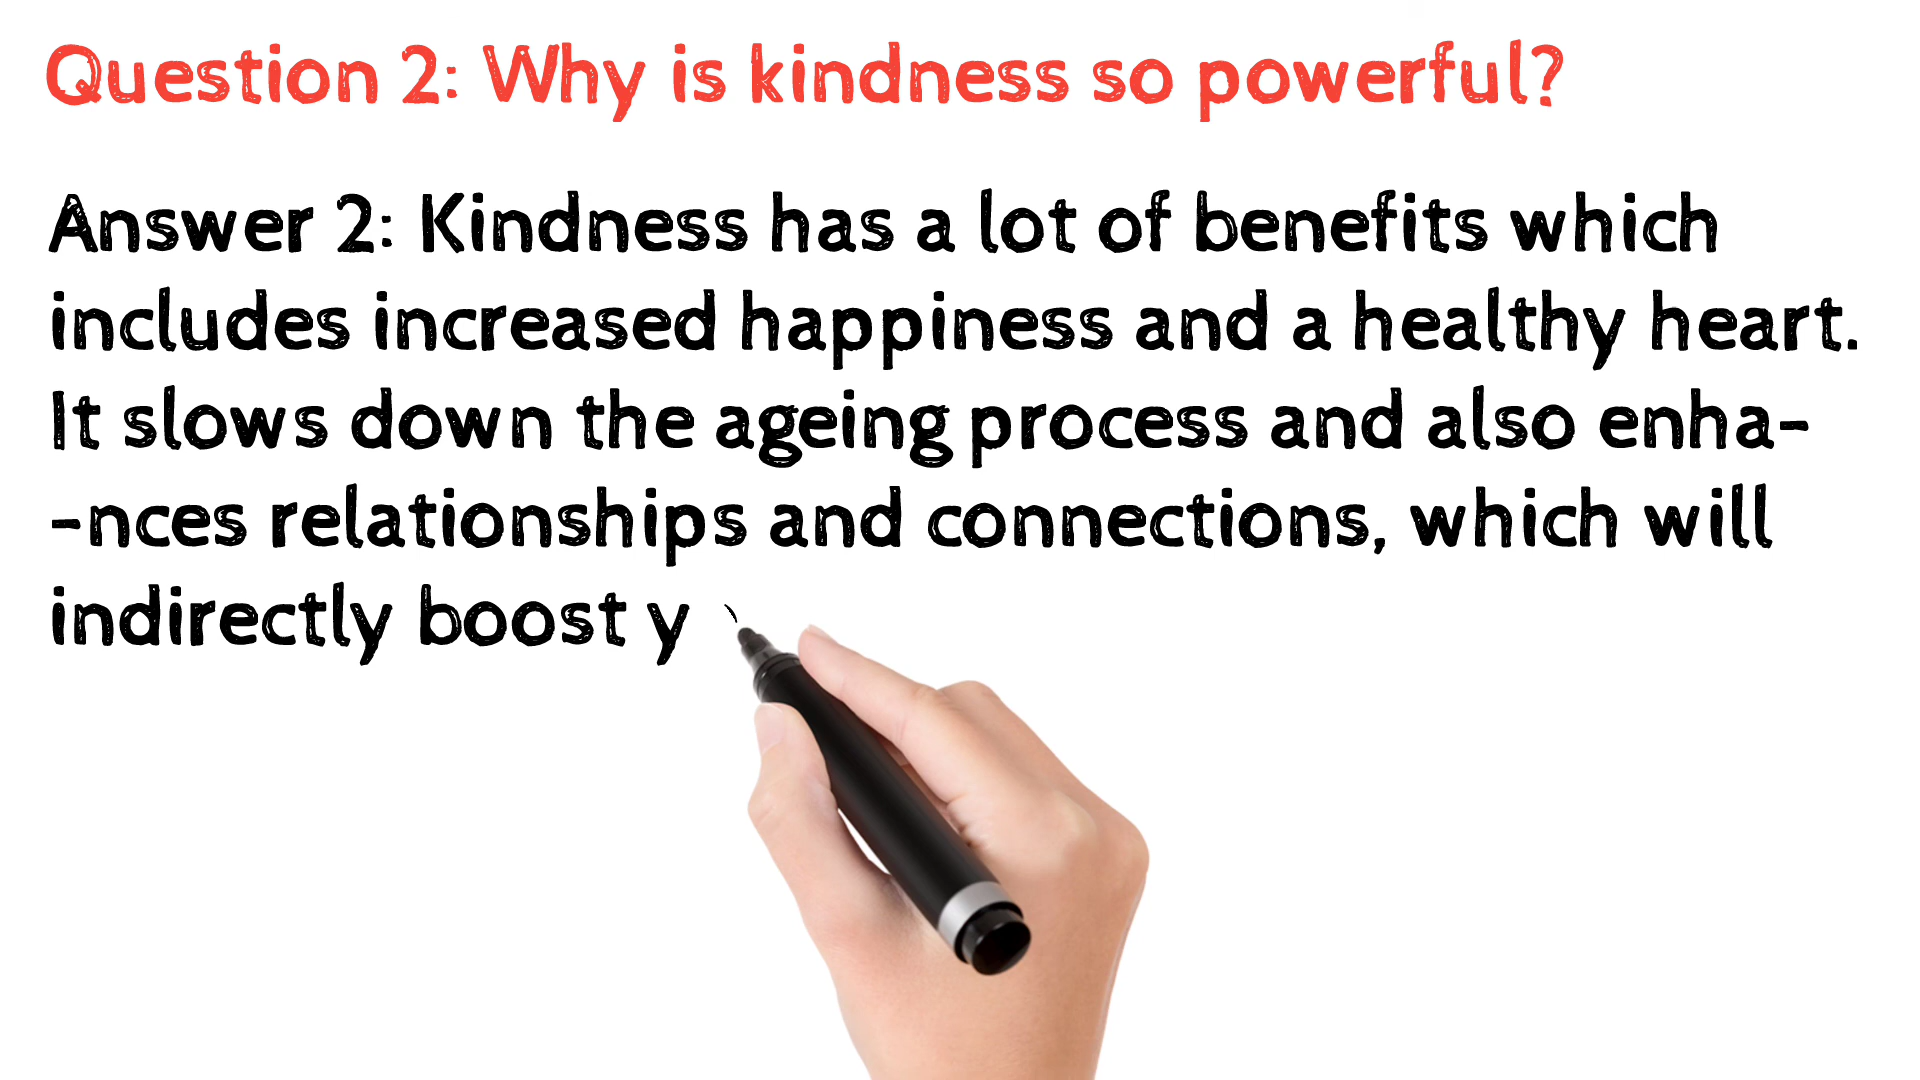 Question 2: Why is kindness so powerful?
Answer 2: Kindness has a lot of benefits which
includes increased happiness and a healthy heart.
It slows down the ageing process and also enha-
-nces relationships and connections, which will
indirectly boost y